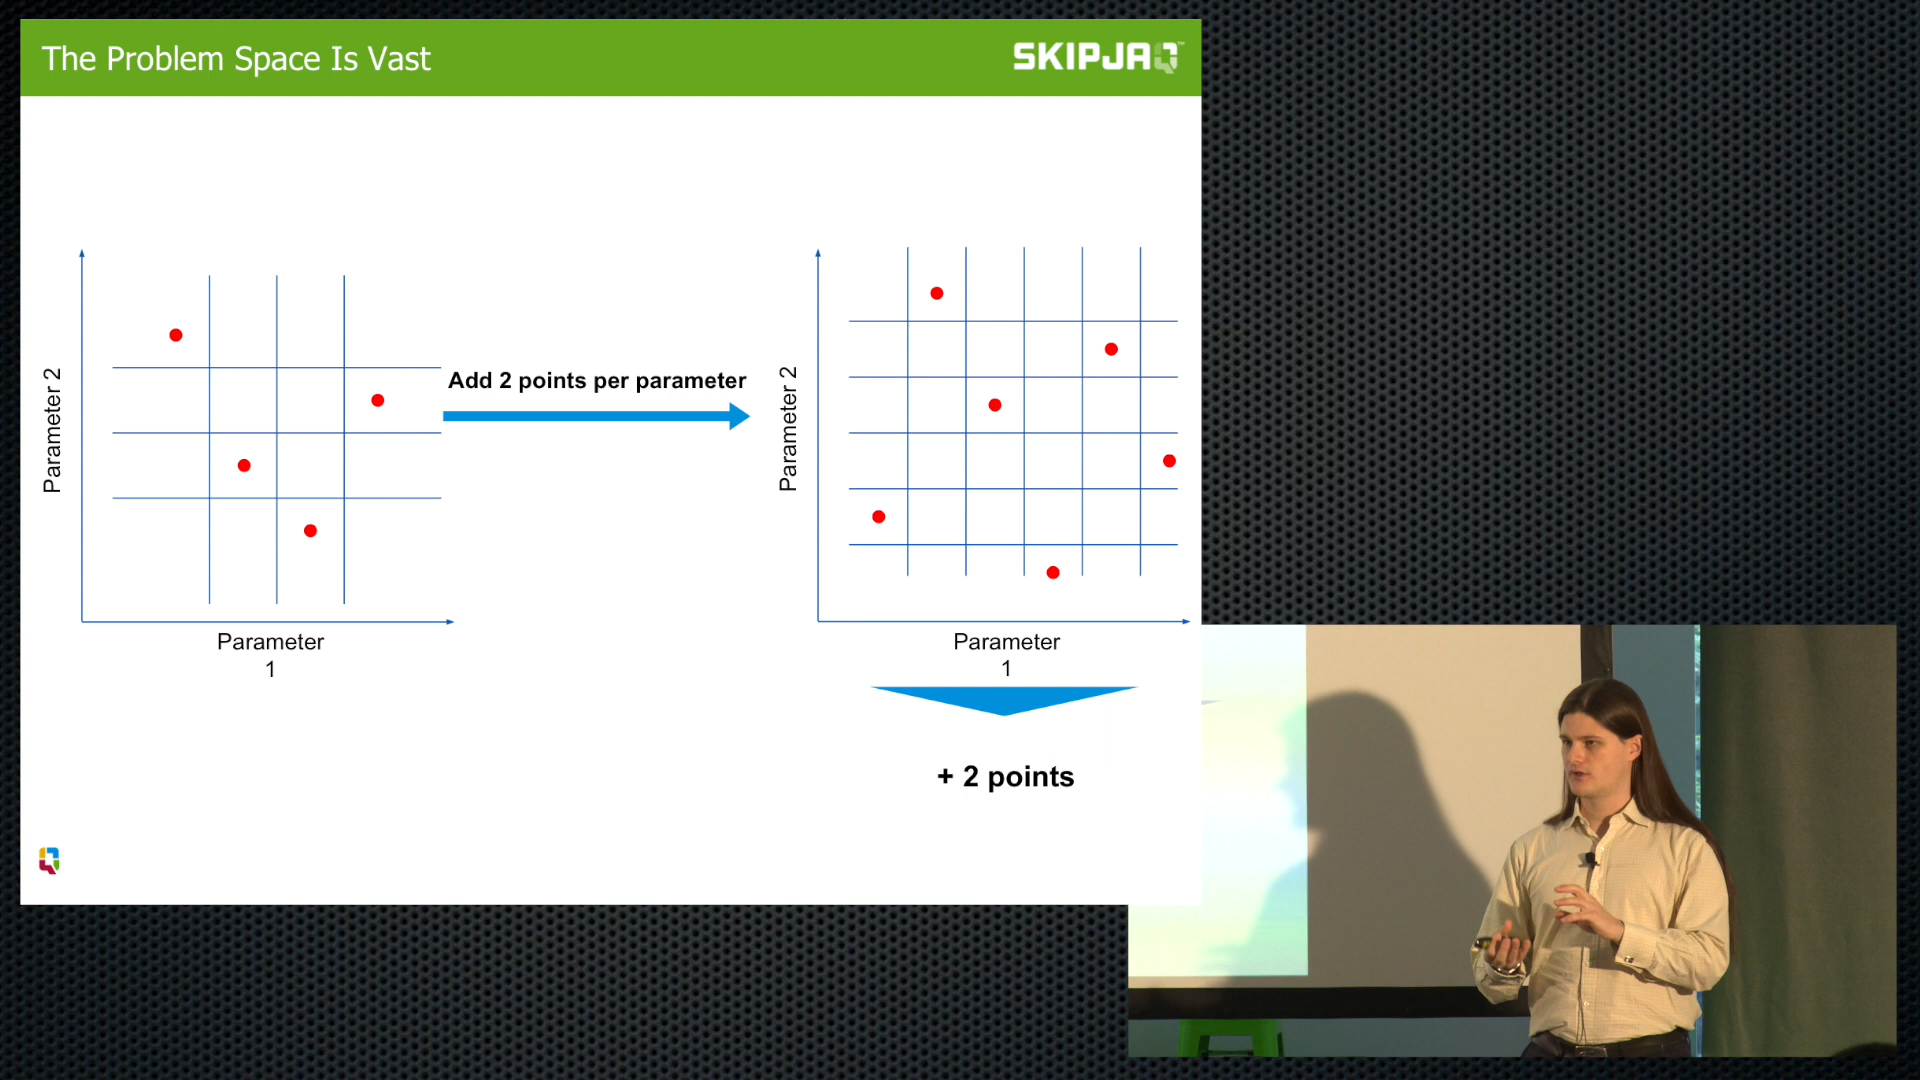 The Problem Space Is Vast
SKIPJAQ™
Parameter 2
Parameter
1
Add 2 points per parameter
Parameter 2
Parameter
1
+ 2 points